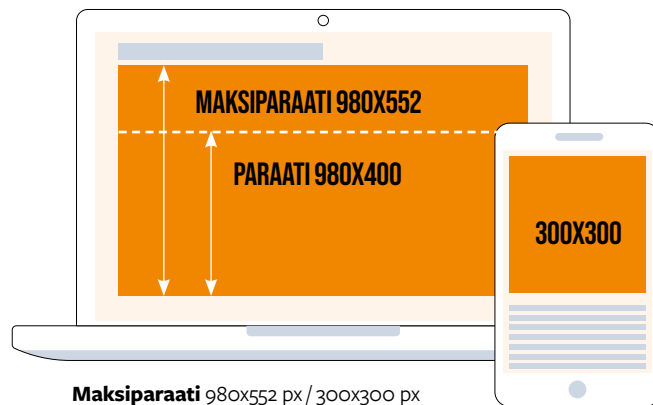 MAKSIPARAATI 980X552
PARAATI 980X400
300X300
Maksiparaati 980x552 px / 300x300 px